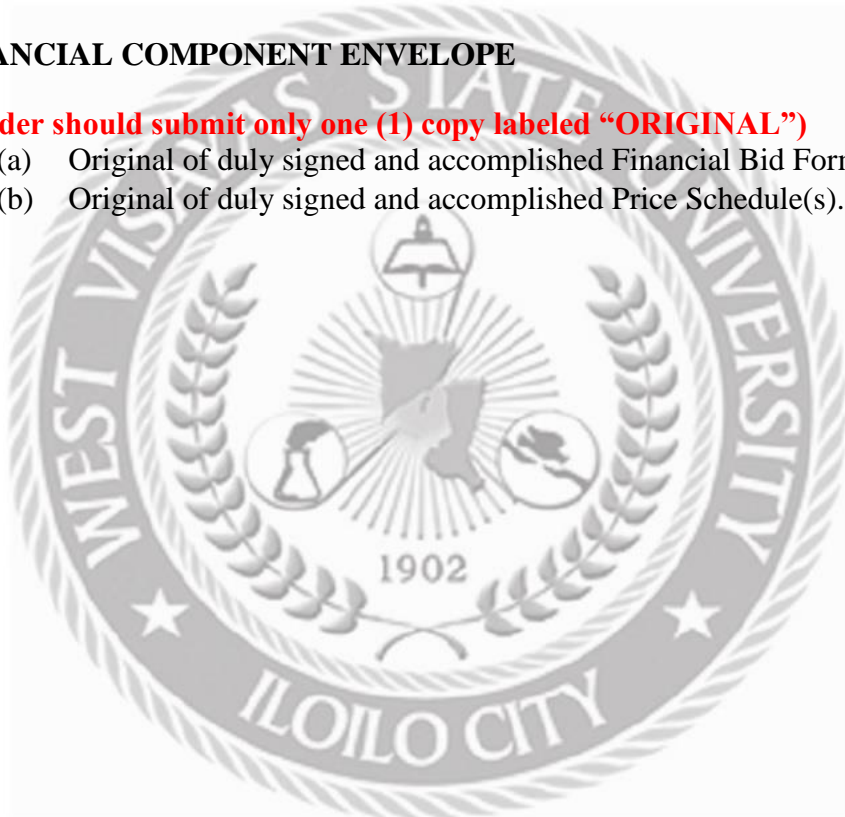 ANCIAL COMPONENT ENVELOPE
der should submit only one (1) copy labeled “ORIGINAL”)
(a) Original of duly signed and accomplished Financial Bid Form
(b) Original of duly signed and accomplished Price Schedule(s).
WEST VISAYAS STATE UNIVERSITY
1902
ILOILO CITY